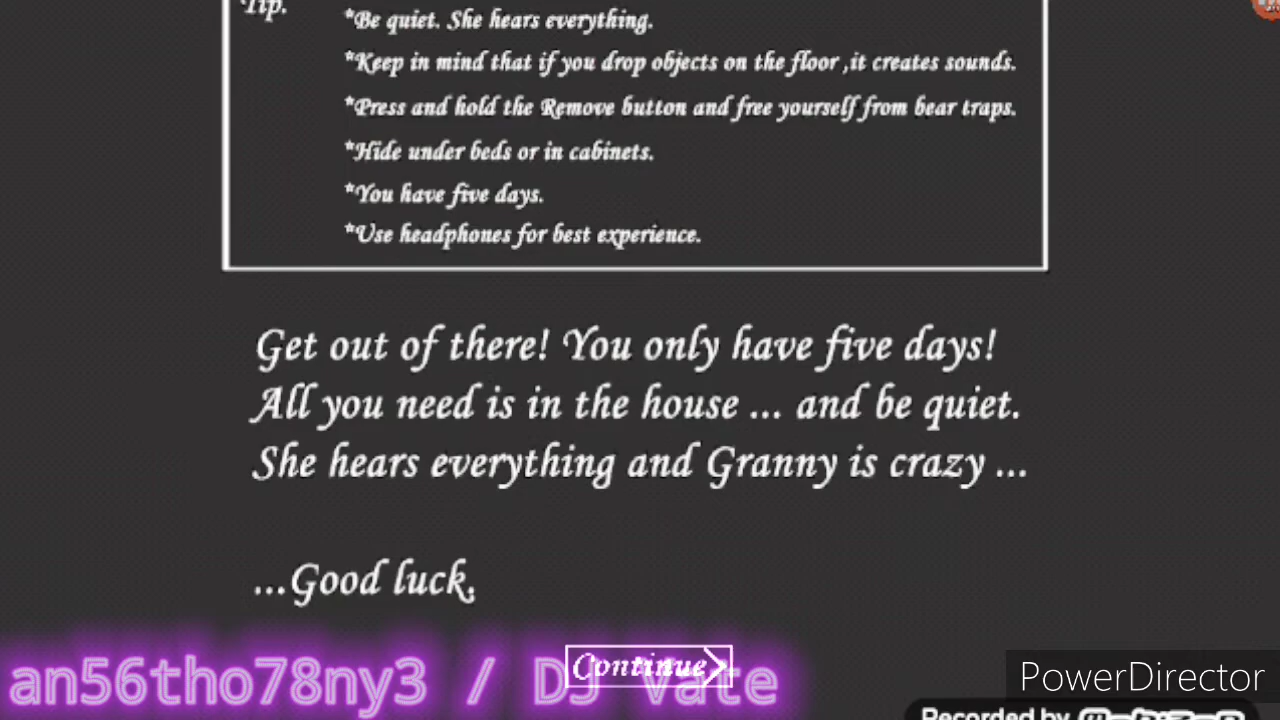 Tip.
*Be quiet. She hears everything.
*Keep in mind that if you drop objects on the floor ,it creates sounds.
*Press and hold the Remove button and free yourself from bear traps.
*Hide under beds or in cabinets.
*You have five days.
*Use headphones for best experience.
Get out of there! You only have five days!
All you need is in the house ... and be quiet.
She hears everything and Granny is crazy ...
...Good luck.
Continue
an56tho78ny3 / DJ Vate
PowerDirector
Recorded by